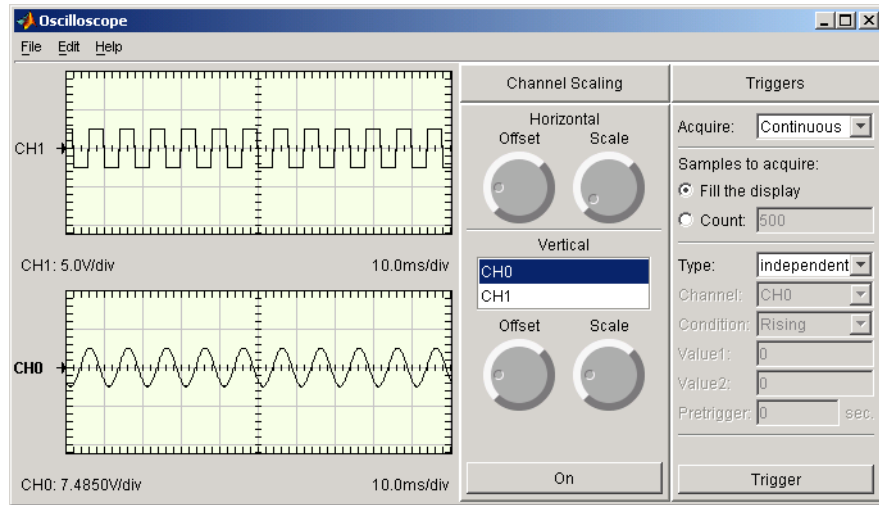 Oscilloscope
File Edit Help
CH1
CH1: 5.0V/div
10.0ms/div
CH0
CH0: 7.4850V/div
10.0ms/div
Channel Scaling
Horizontal
Offset Scale
Vertical
CH0
CH1
Offset Scale
On
Triggers
Acquire: Continuous
Samples to acquire:
Fill the display
Count: 500
Type: independent
Channel: CH0
Condition: Rising
Value1: 0
Value2: 0
Pretrigger: 0 sec.
Trigger